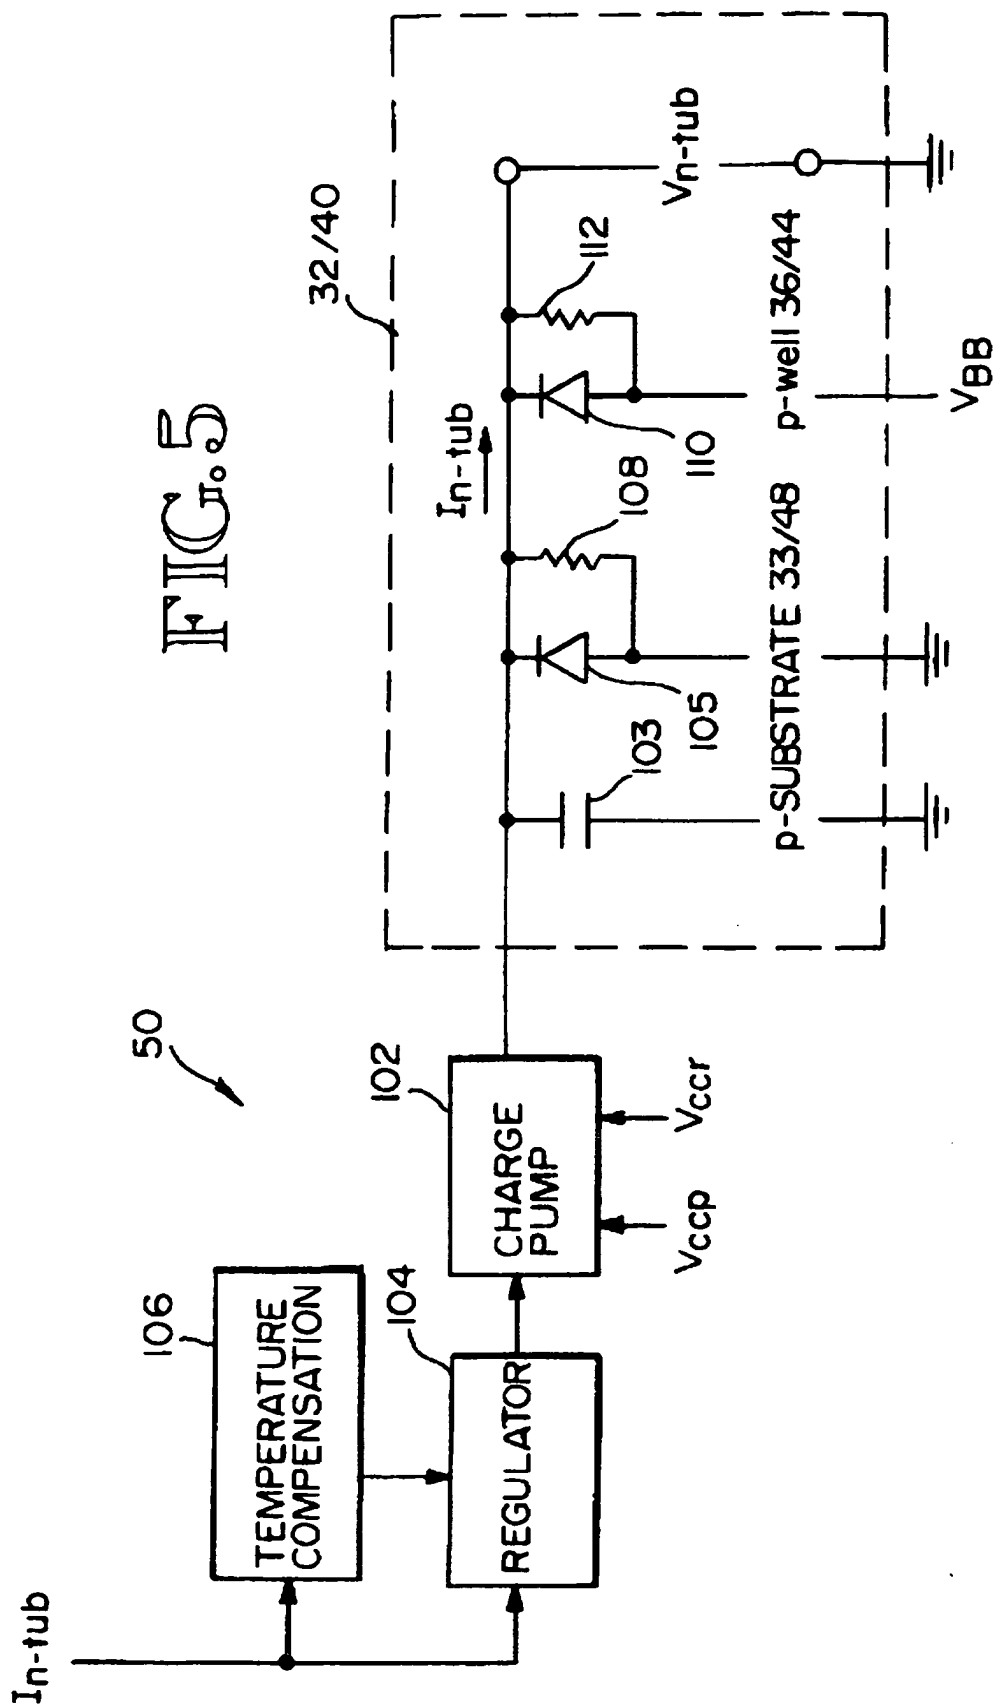 FIG. 5
50
32/40
In-tub
106
TEMPERATURE
COMPENSATION
104
REGULATOR
102
CHARGE
PUMP
Vccp
Vccr
In-tub
103
105
108
110
112
p-SUBSTRATE 33/48
p-well 36/44
Vn-tub
VBB